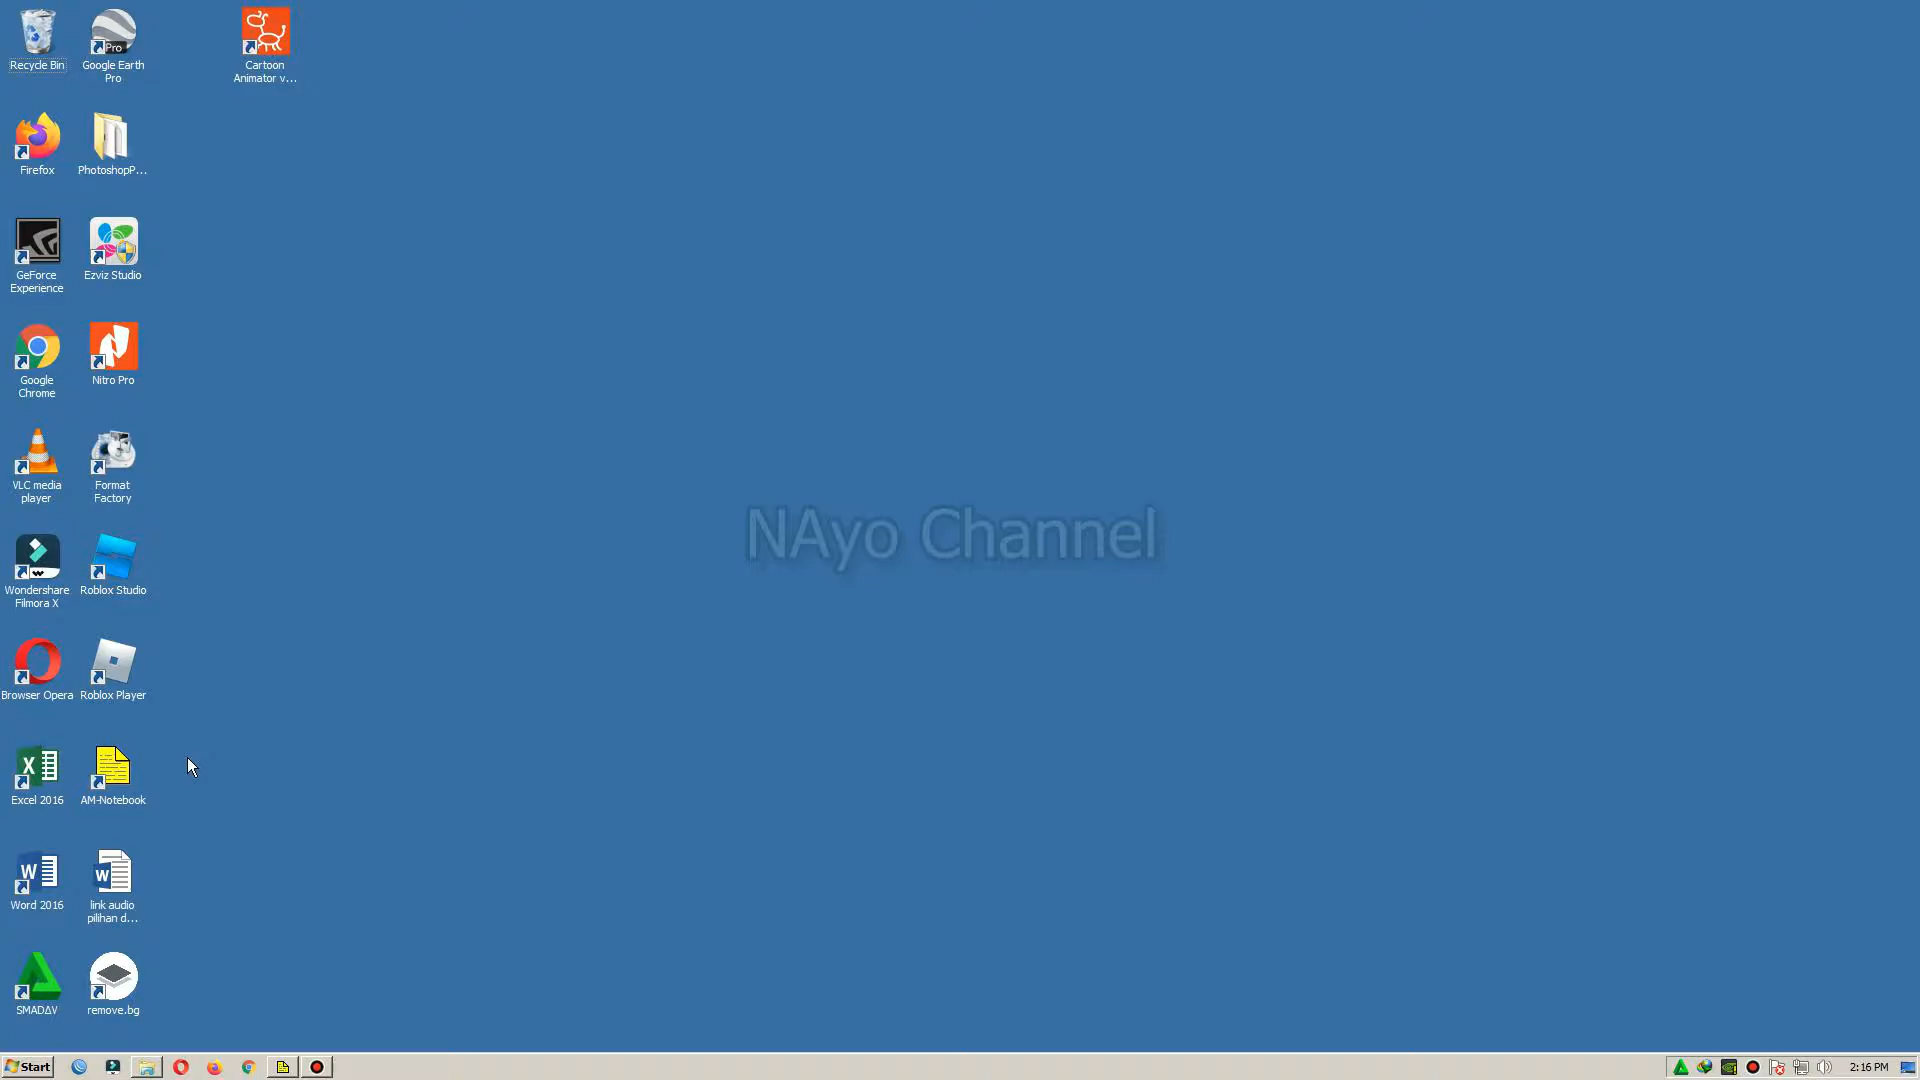 Recycle Bin
Pro
Google Earth
Pro
Cartoon
Animator v...
Firefox
PhotoshopP...
GeForce
Experience
Ezviz Studio
Google
Chrome
Nitro Pro
VLC media
player
Format
Factory
NAyo Channel
Wondershare
Filmora X
Roblox Studio
Browser Opera
Roblox Player
X
Excel 2016
AM-Notebook
W
Word 2016
W
link audio
pilihan d...
SMADΔV
remove.bg
Start
2:16 PM